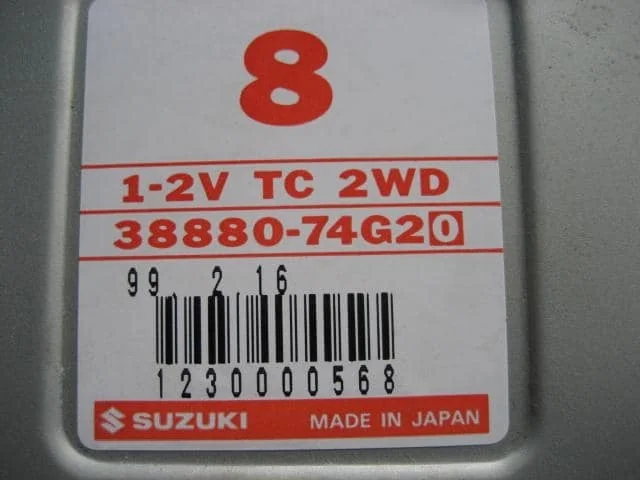 8
1-2V TC 2WD
38880-74G20
99. 2.16
1230000568
SUZUKI MADE IN JAPAN